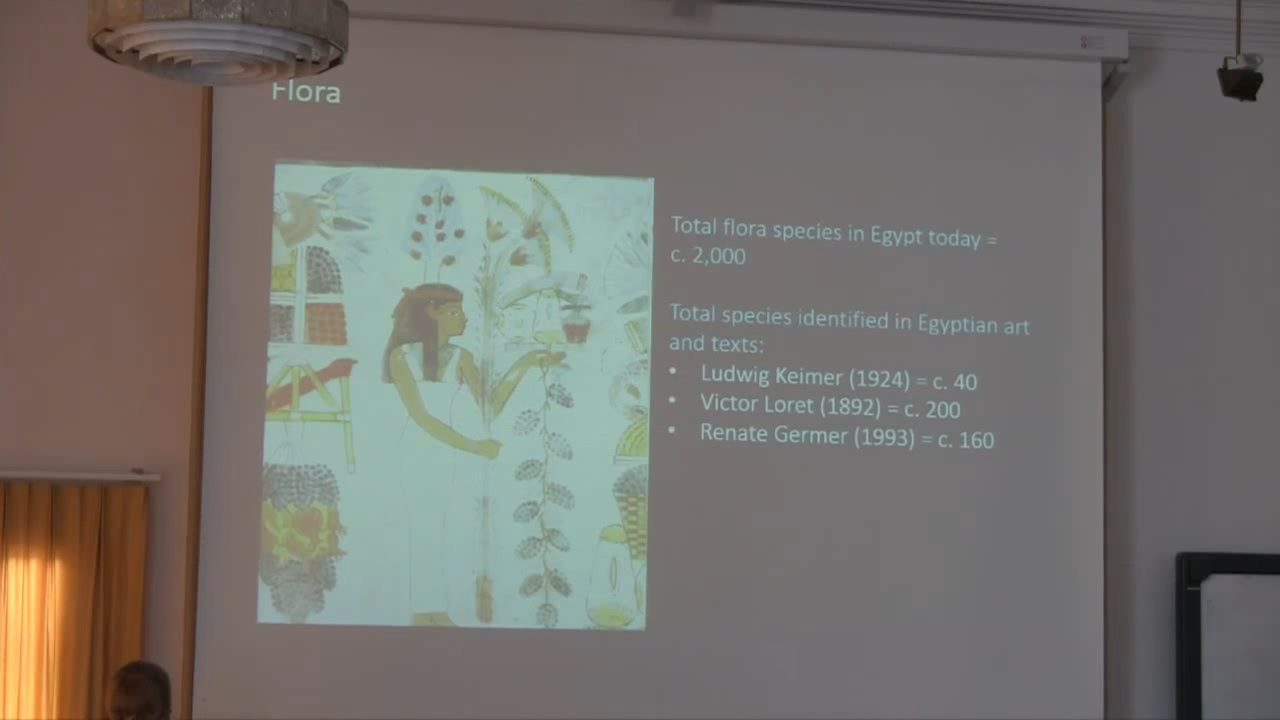 Flora
Total flora species in Egypt today =
c. 2,000
Total species identified in Egyptian art
and texts:
• Ludwig Keimer (1924) = c. 40
• Victor Loret (1892) = c. 200
• Renate Germer (1993) = c. 160